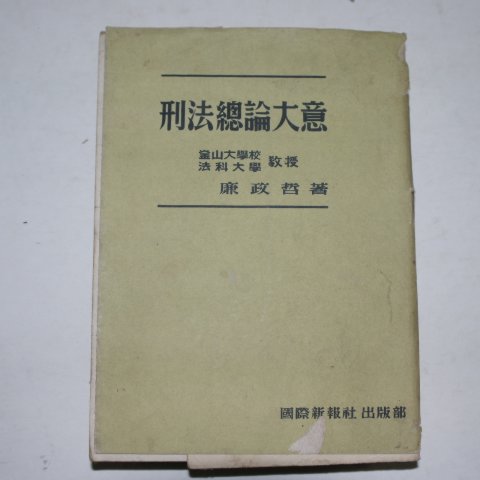 刑法總論大意
釜山大學校
法科大學 敎授
廉政哲著
國際新報社 出版部